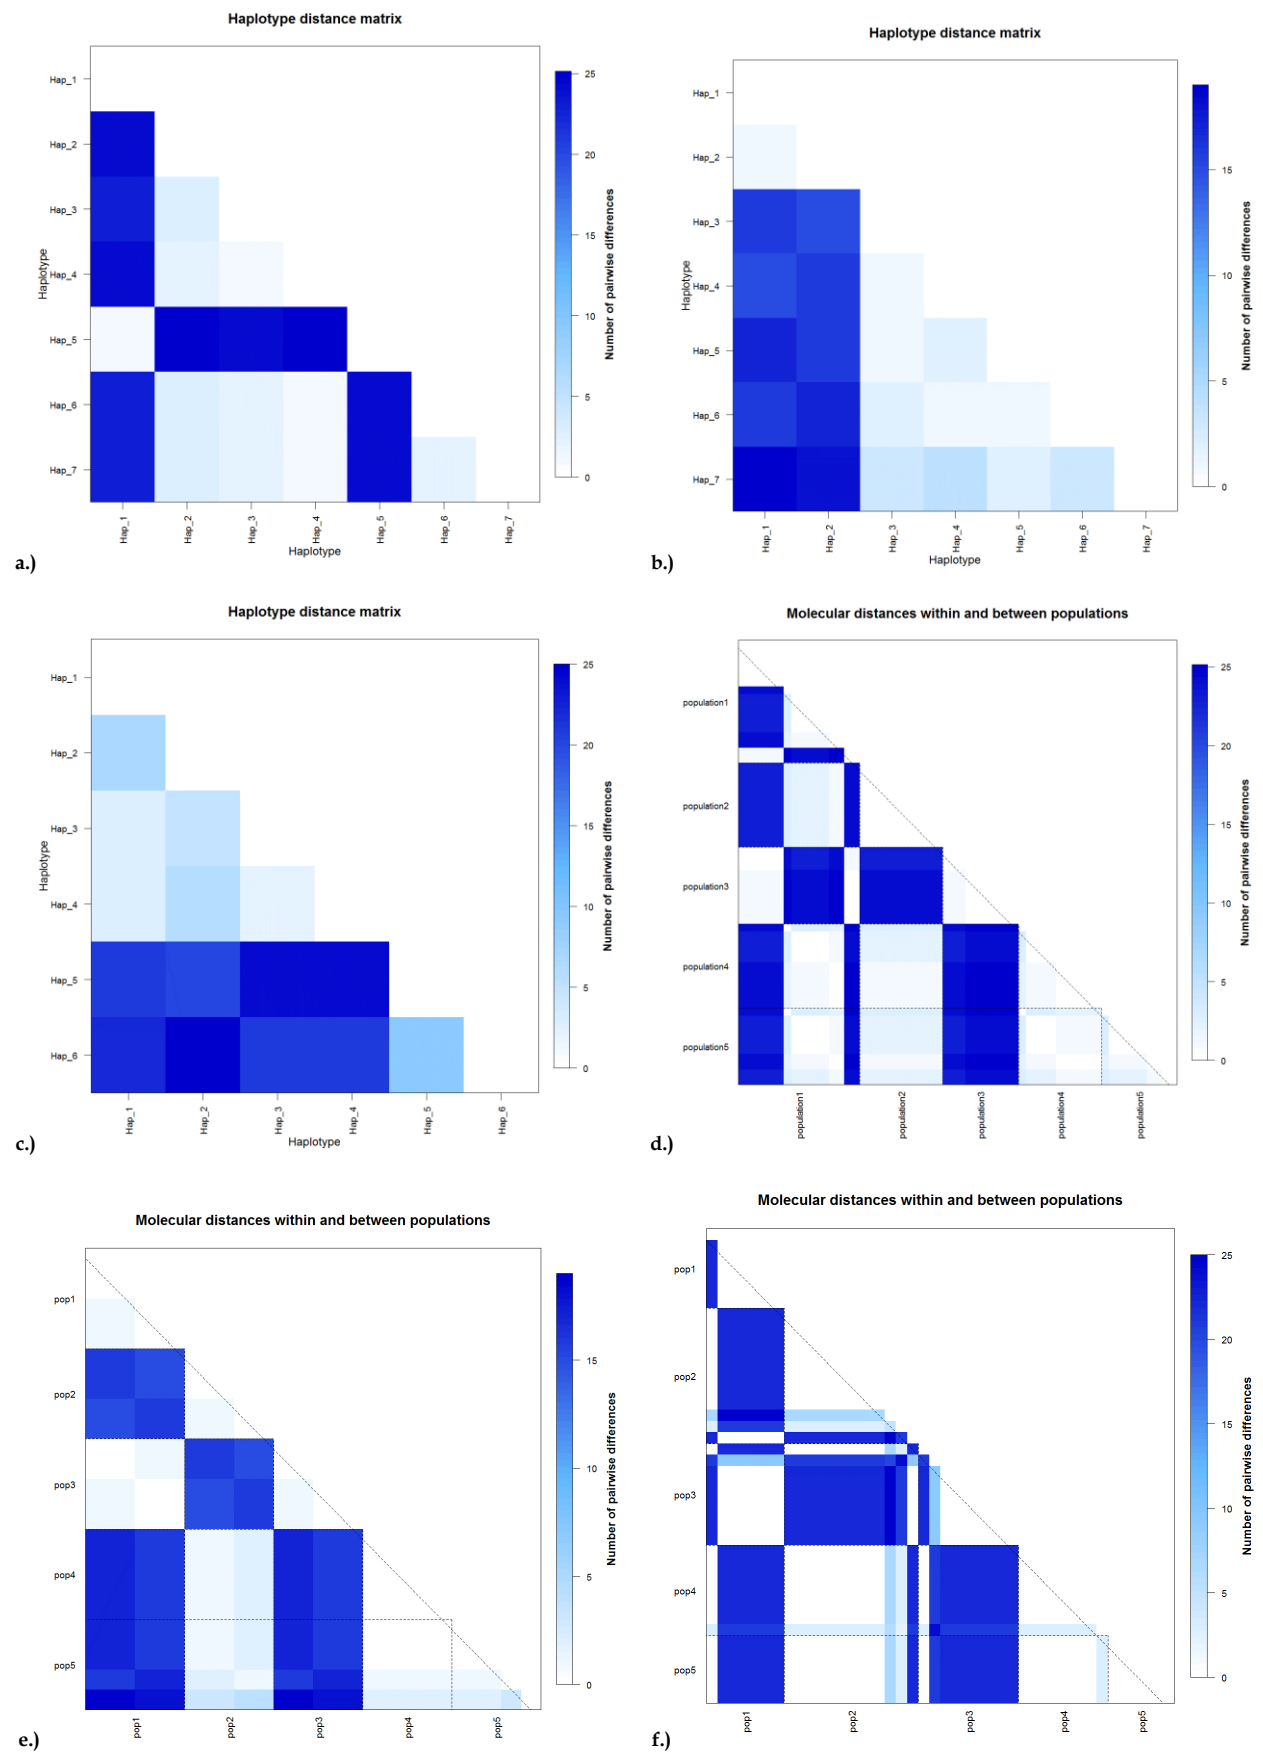 Haplotype distance matrix
Hap_1
Hap_2
Hap_3
Hap_4
Hap_5
Hap_6
Hap_7
Haplotype
Hap_1
Hap_2
Hap_3
Hap_4
Hap_5
Hap_6
Hap_7
Haplotype
25
20
15
10
5
0
Number of pairwise differences
a.)
Haplotype distance matrix
Hap_1
Hap_2
Hap_3
Hap_4
Hap_5
Hap_6
Hap_7
Haplotype
Hap_1
Hap_2
Hap_3
Hap_4
Hap_5
Hap_6
Hap_7
Haplotype
15
10
5
0
Number of pairwise differences
b.)
Haplotype distance matrix
Hap_1
Hap_2
Hap_3
Hap_4
Hap_5
Hap_6
Haplotype
Hap_1
Hap_2
Hap_3
Hap_4
Hap_5
Hap_6
Haplotype
25
20
15
10
5
0
Number of pairwise differences
c.)
Molecular distances within and between populations
population1
population2
population3
population4
population5
population1
population2
population3
population4
population5
25
20
15
10
5
0
Number of pairwise differences
d.)
Molecular distances within and between populations
pop1
pop2
pop3
pop4
pop5
pop1
pop2
pop3
pop4
pop5
15
10
5
0
Number of pairwise differences
e.)
Molecular distances within and between populations
pop1
pop2
pop3
pop4
pop5
pop1
pop2
pop3
pop4
pop5
25
20
15
10
5
0
Number of pairwise differences
f.)